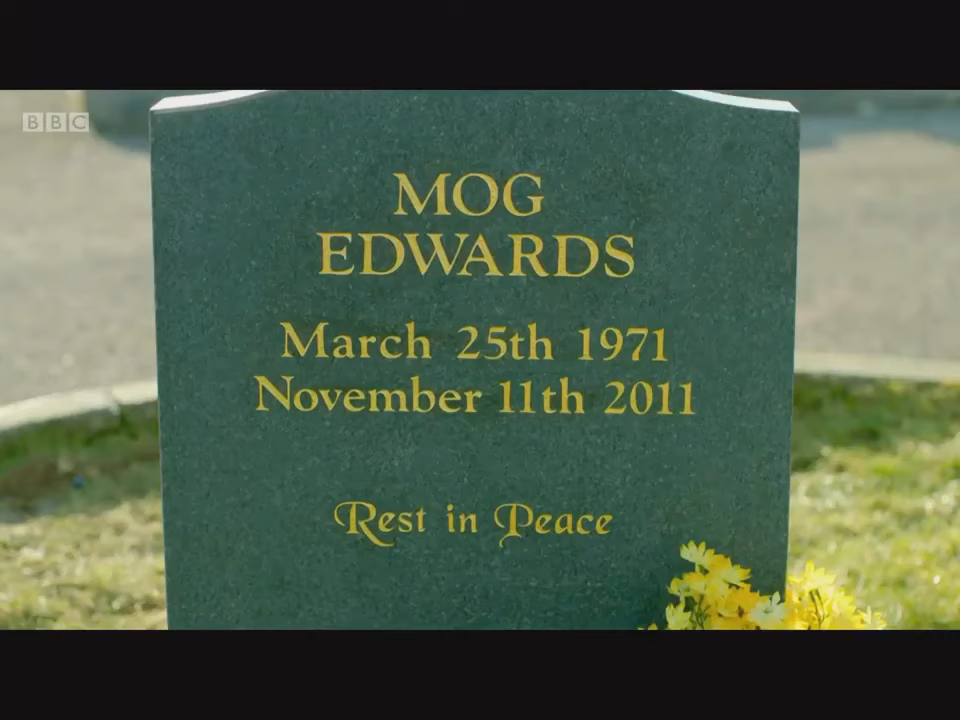 BBC
MOG
EDWARDS
March 25th 1971
November 11th 2011
Rest in Peace